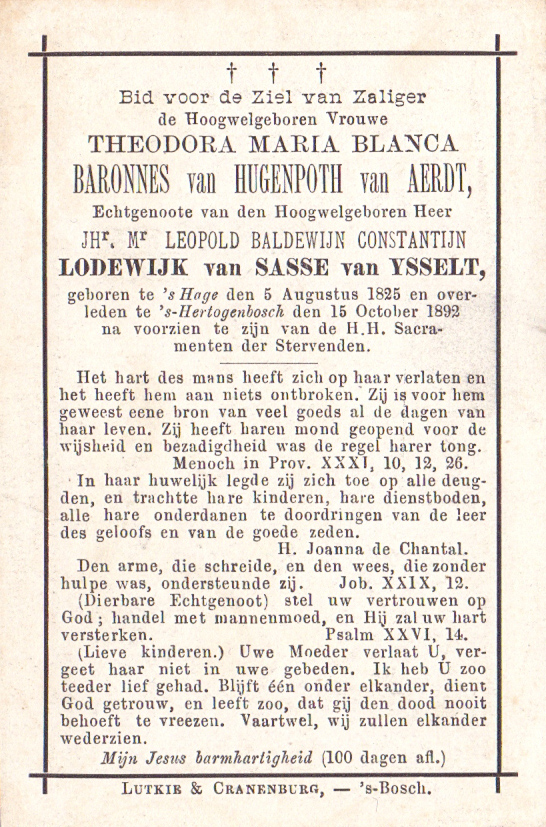 † † †
Bid voor de Ziel van Zaliger
de Hoogwelgeboren Vrouwe
THEODORA MARIA BLANCA
BARONNES van HUGENPOTH van AERDT,
Echtgenoote van den Hoogwelgeboren Heer
JHr. Mr LEOPOLD BALDEWIJN CONSTANTIJN
LODEWIJK van SASSE van YSSELT,
geboren te 's Hage den 5 Augustus 1825 en over-
leden te 's-Hertogenbosch den 15 October 1892
na voorzien te zijn van de H.H. Sacra-
menten der Stervenden.
Het hart des mans heeft zich op haar verlaten en
het heeft hem aan niets ontbroken. Zij is voor hem
geweest eene bron van veel goeds al de dagen van
haar leven. Zij heeft haren mond geopend voor de
wijsheid en bezadigdheid was de regel harer tong.
Menoch in Prov. XXXI, 10, 12, 26.
In haar huwelijk legde zij zich toe op alle deug-
den, en trachtte hare kinderen, hare dienstboden,
alle hare onderdanen te doordringen van de leer
des geloofs en van de goede zeden.
H. Joanna de Chantal.
Den arme, die schreide, en den wees, die zonder
hulpe was, ondersteunde zij. Job. XXIX, 12.
(Dierbare Echtgenoot) stel uw vertrouwen op
God; handel met mannenmoed, en Hij zal uw hart
versterken. Psalm XXVI, 14.
(Lieve kinderen.) Uwe Moeder verlaat U, ver-
geet haar niet in uwe gebeden. Ik heb U zoo
teeder lief gehad. Blijft één onder elkander, dient
God getrouw, en leeft zoo, dat gij den dood nooit
behoeft te vreezen. Vaartwel, wij zullen elkander
wederzien.
Mijn Jesus barmhartigheid (100 dagen afl.)
LUTKIE & CRANENBURG, — 's-Bosch.